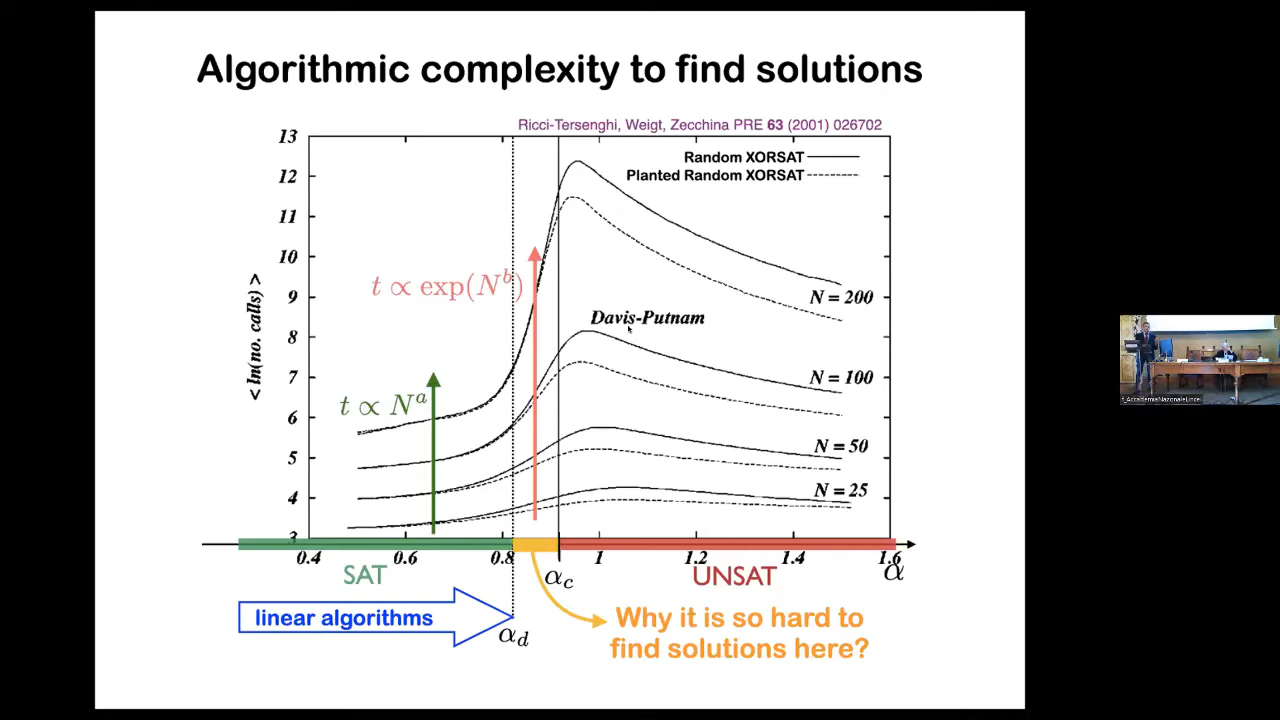 Algorithmic complexity to find solutions
Ricci-Tersenghi, Weigt, Zecchina PRE 63 (2001) 026702
13
12
11
10
9
8
7
6
5
4
3
< ln(no. calls) >
Random XORSAT
Planted Random XORSAT
t ∝ exp(N^b)
t ∝ N^a
Davis-Putnam
N = 200
N = 100
N = 50
N = 25
0.4 0.6 0.8 1 1.2 1.4 1.6
α
SAT
α_c
UNSAT
linear algorithms
α_d
Why it is so hard to
find solutions here?
f_AccademiaNazionaleLincei